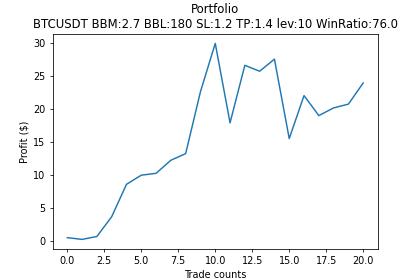 Portfolio
BTCUSDT BBM:2.7 BBL:180 SL:1.2 TP:1.4 lev:10 WinRatio:76.0
30
25
20
15
10
5
0
Profit ($)
0.0 2.5 5.0 7.5 10.0 12.5 15.0 17.5 20.0
Trade counts